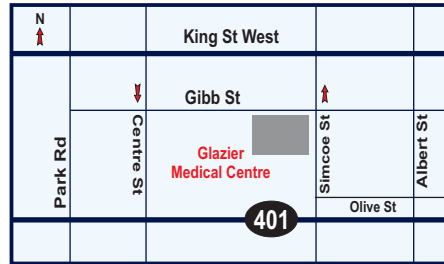 N
King St West
Gibb St
Park Rd
Centre St
Glazier
Medical Centre
Simcoe St
Albert St
Olive St
401